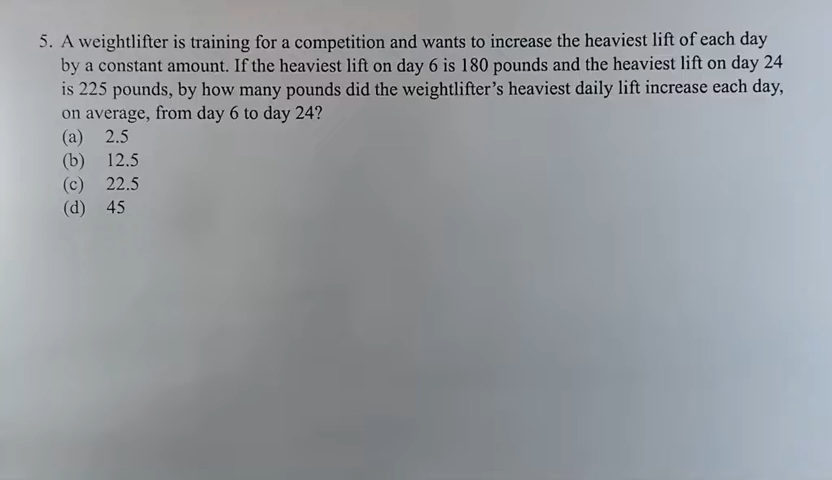 5. A weightlifter is training for a competition and wants to increase the heaviest lift of each day
by a constant amount. If the heaviest lift on day 6 is 180 pounds and the heaviest lift on day 24
is 225 pounds, by how many pounds did the weightlifter's heaviest daily lift increase each day,
on average, from day 6 to day 24?
(a) 2.5
(b) 12.5
(c) 22.5
(d) 45